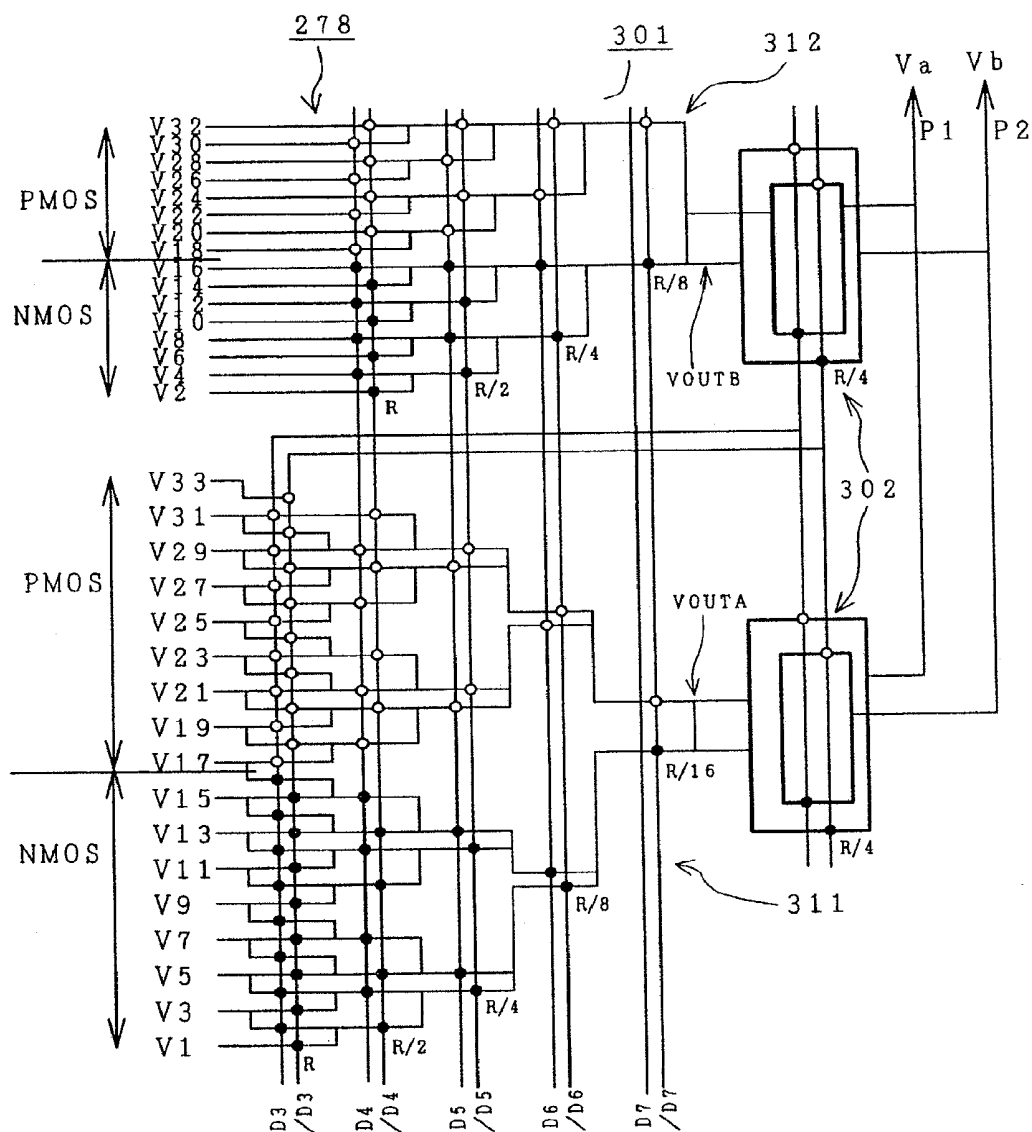 278
301
312
Va
Vb
P1
P2
V32
V30
V28
V26
V24
V22
V20
V18
V16
V14
V12
V10
V8
V6
V4
V2
PMOS
NMOS
R/8
R/4
R/2
R
VOUTB
R/4
302
V33
V31
V29
V27
V25
V23
V21
V19
V17
V15
V13
V11
V9
V7
V5
V3
V1
PMOS
NMOS
VOUTA
R/16
R/4
R/8
R/4
R/2
R
311
D3
/D3
D4
/D4
D5
/D5
D6
/D6
D7
/D7